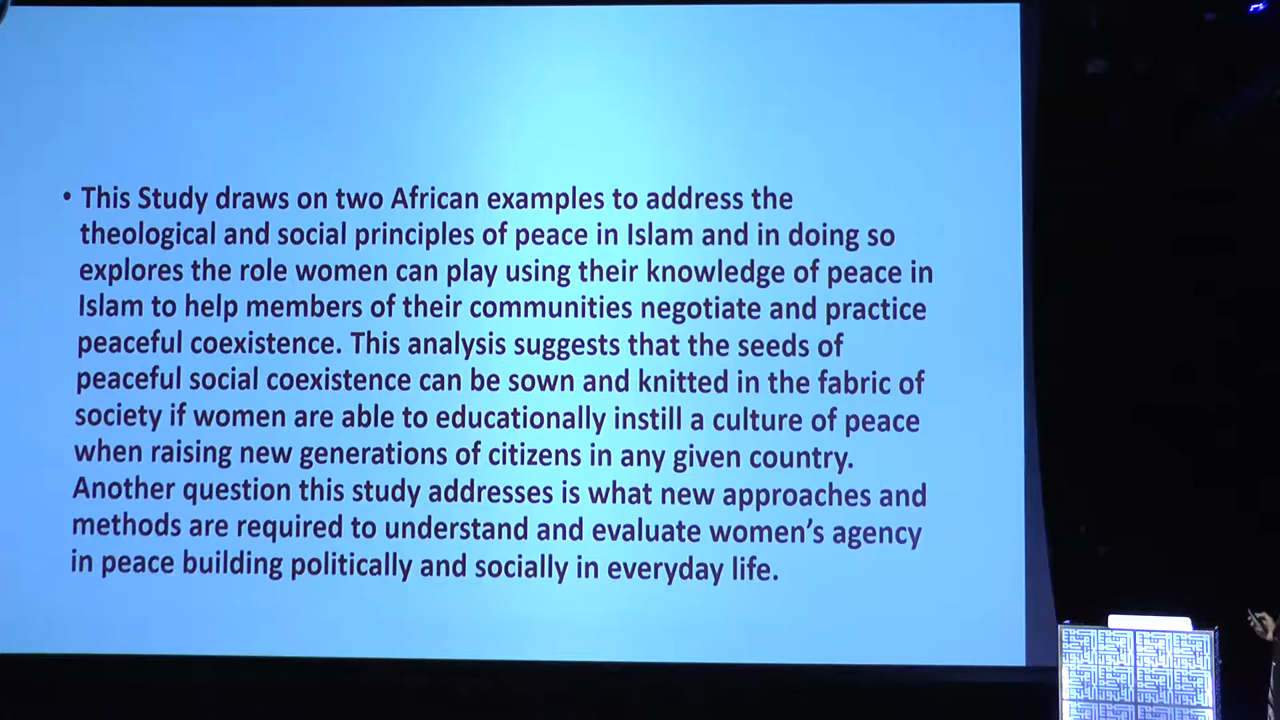 • This Study draws on two African examples to address the
theological and social principles of peace in Islam and in doing so
explores the role women can play using their knowledge of peace in
Islam to help members of their communities negotiate and practice
peaceful coexistence. This analysis suggests that the seeds of
peaceful social coexistence can be sown and knitted in the fabric of
society if women are able to educationally instill a culture of peace
when raising new generations of citizens in any given country.
Another question this study addresses is what new approaches and
methods are required to understand and evaluate women's agency
in peace building politically and socially in everyday life.